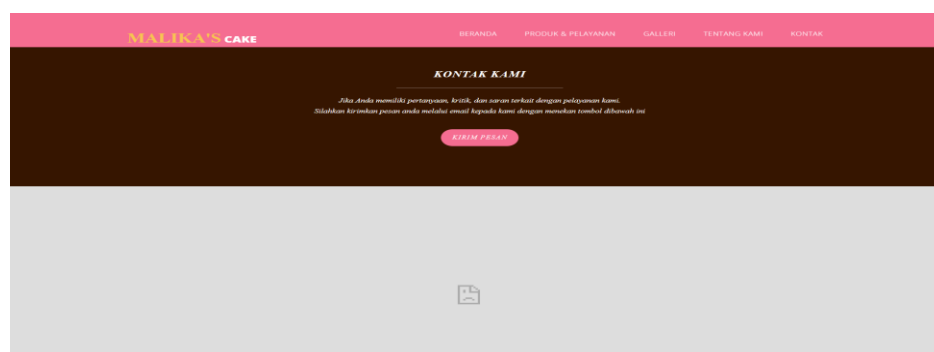 MALIKA'S CAKE
BERANDA PRODUK & PELAYANAN GALLERI TENTANG KAMI KONTAK
KONTAK KAMI
Jika Anda memiliki pertanyaan, kritik, dan saran terkait dengan pelayanan kami.
Silahkan kirimkan pesan anda melalui email kepada kami dengan menekan tombol dibawah ini
KIRIM PESAN